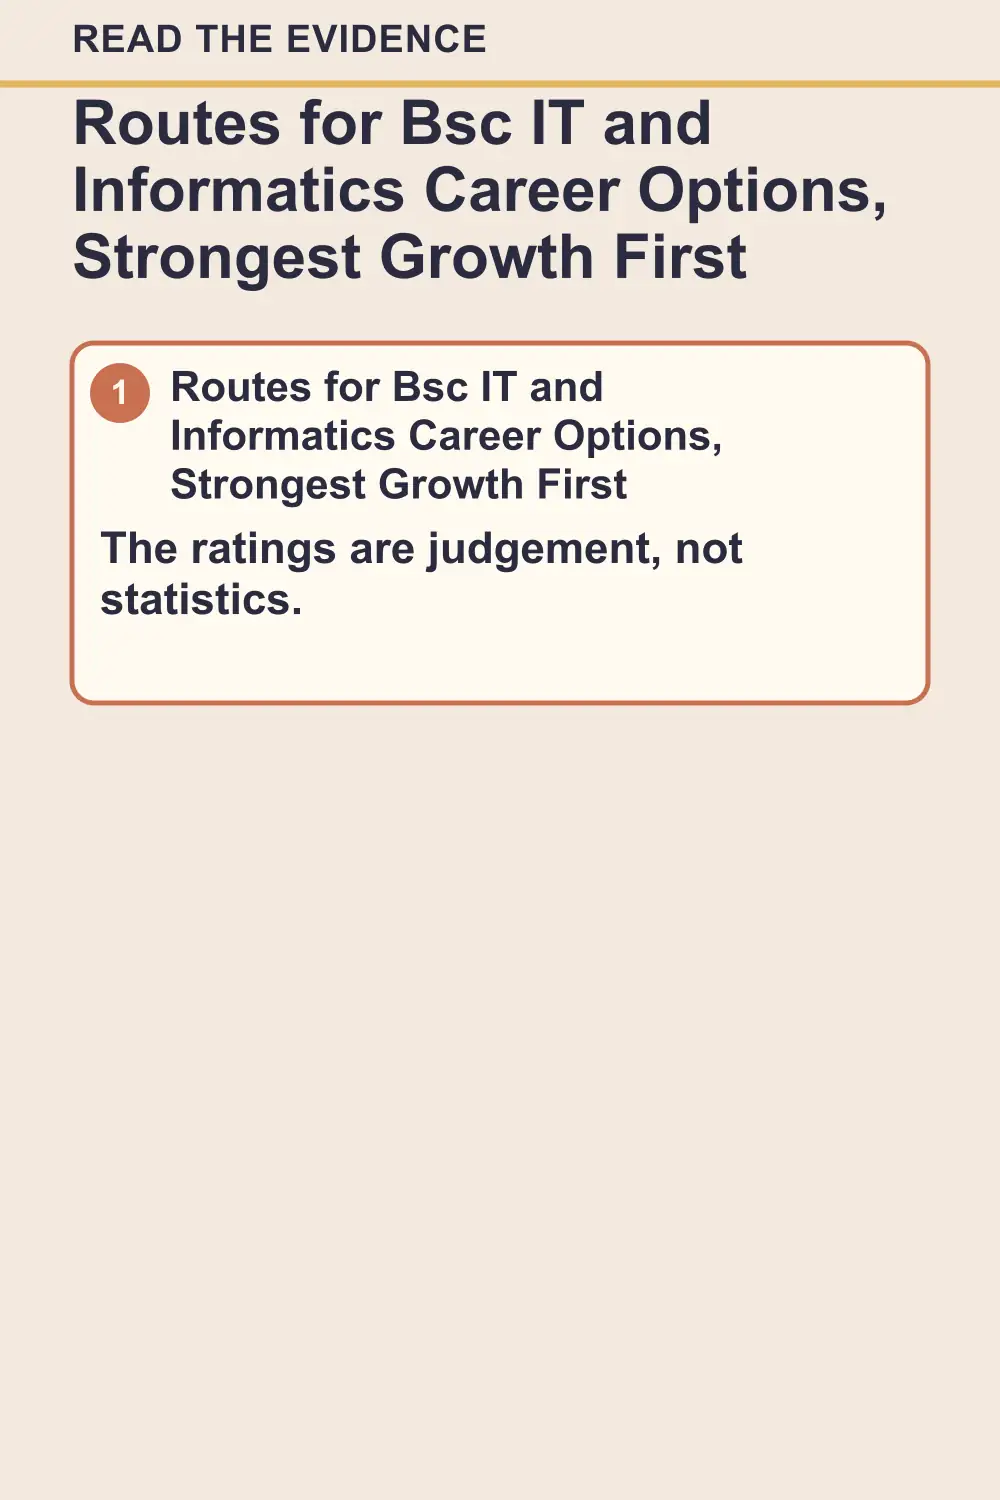 READ THE EVIDENCE
Routes for Bsc IT and
Informatics Career Options,
Strongest Growth First
1
Routes for Bsc IT and
Informatics Career Options,
Strongest Growth First
The ratings are judgement, not
statistics.